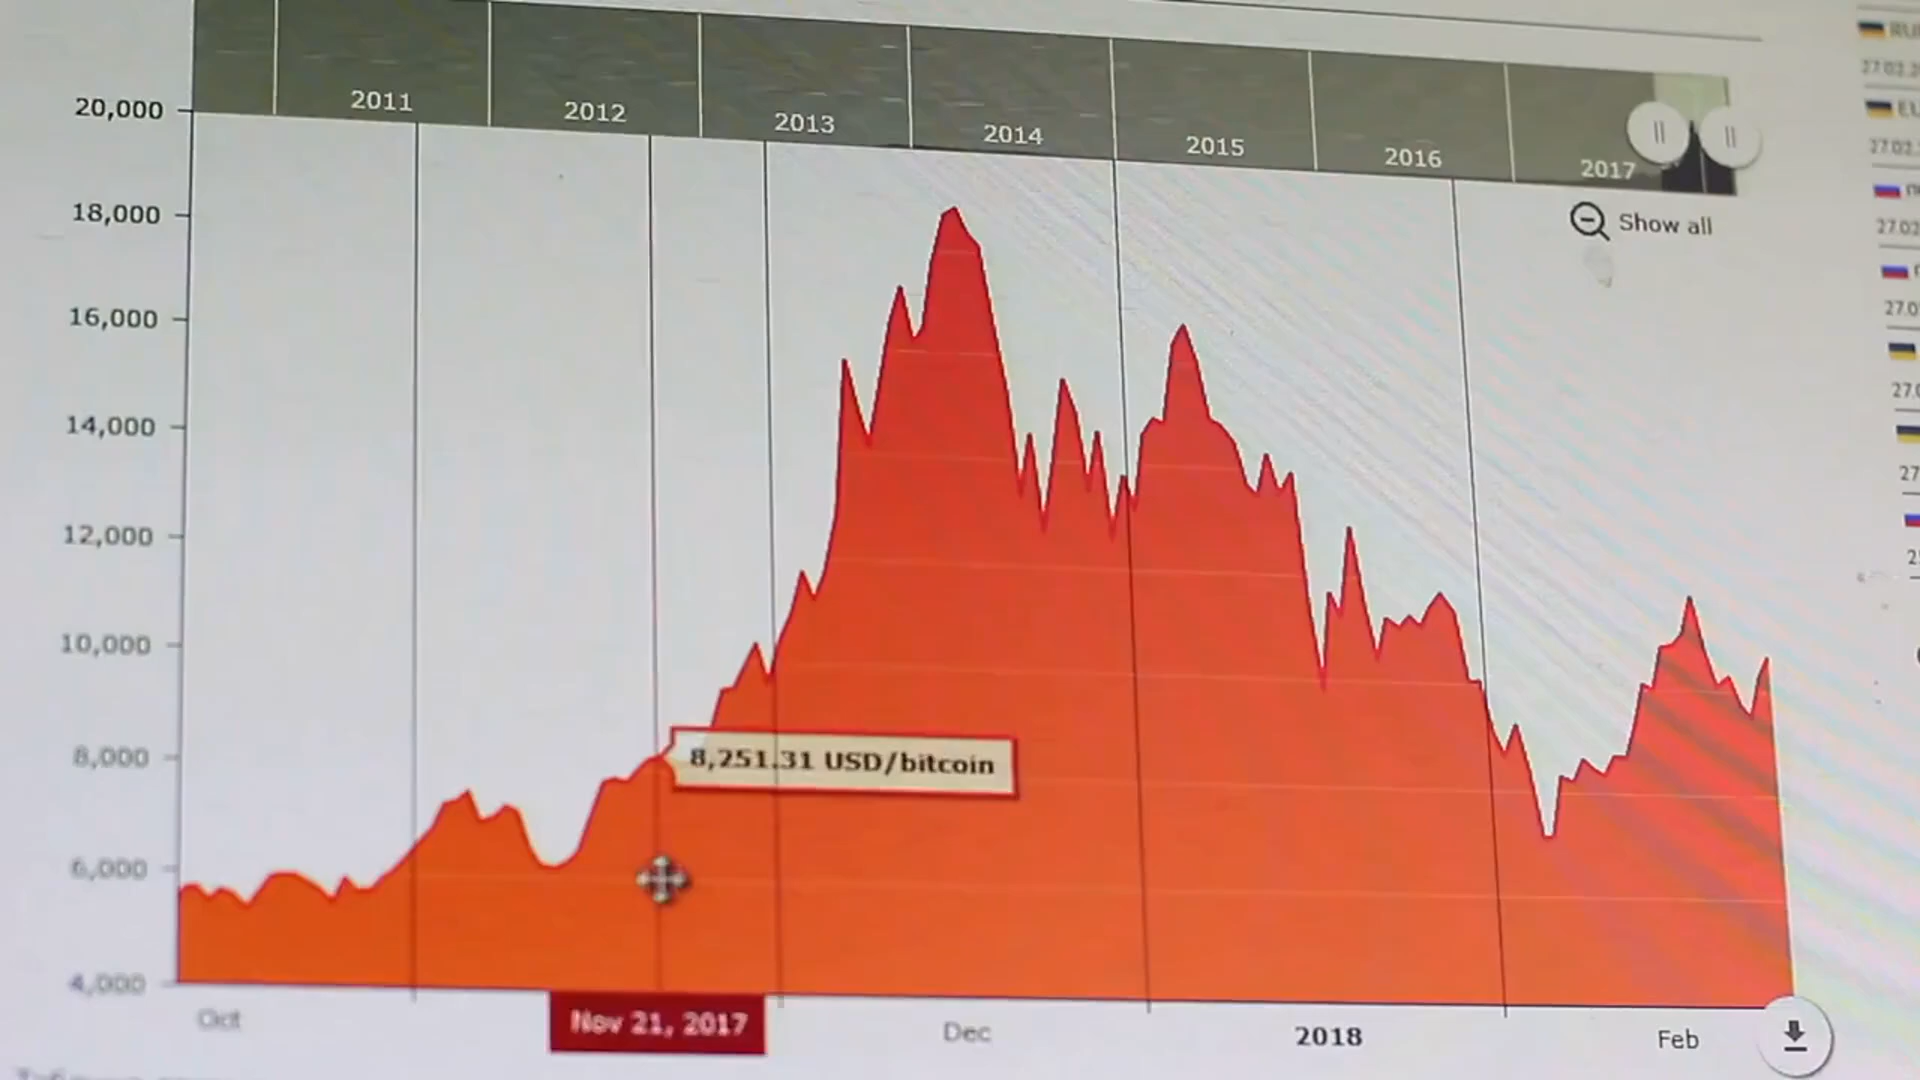 2011
2012
2013
2014
2015
2016
2017
Show all
20,000
18,000
16,000
14,000
12,000
10,000
8,000
6,000
4,000
8,251.31 USD/bitcoin
Oct
Nov 21, 2017
Dec
2018
Feb